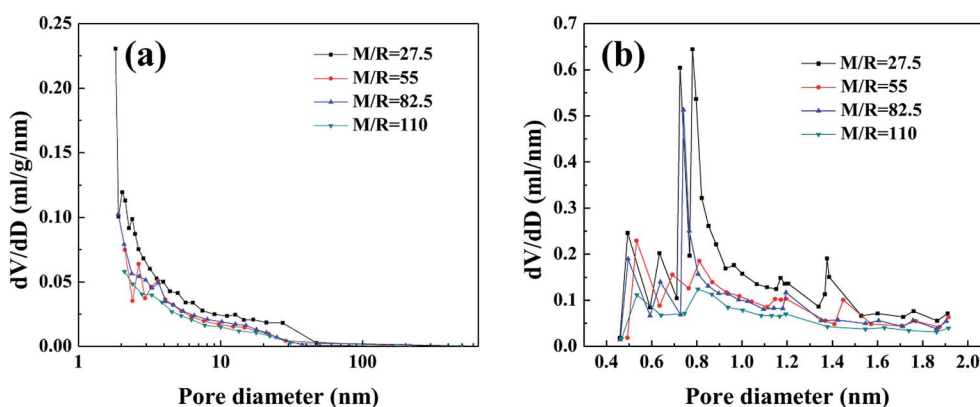 (a)
M/R=27.5
M/R=55
M/R=82.5
M/R=110
dV/dD (ml/g/nm)
0.25
0.20
0.15
0.10
0.05
0.00
1
10
100
Pore diameter (nm)
(b)
M/R=27.5
M/R=55
M/R=82.5
M/R=110
dV/dD (ml/nm)
0.7
0.6
0.5
0.4
0.3
0.2
0.1
0.0
0.4 0.6 0.8 1.0 1.2 1.4 1.6 1.8 2.0
Pore diameter (nm)